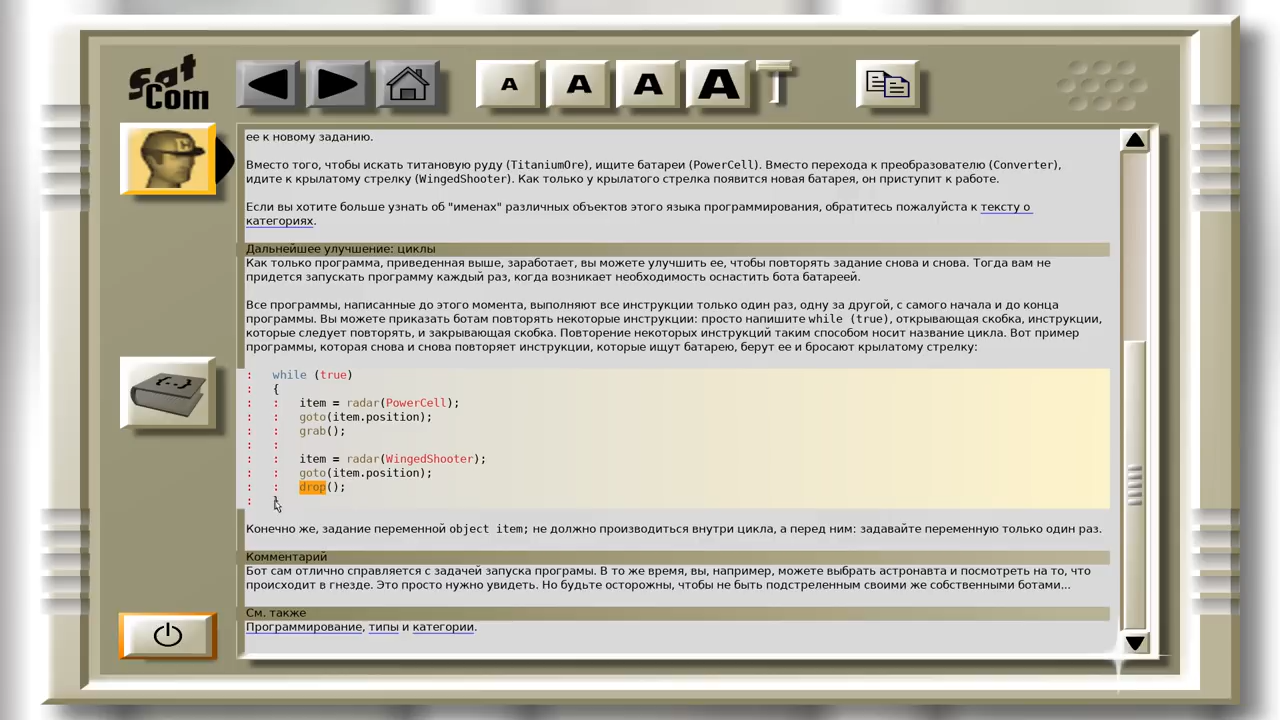 Sat
Com
A A A A
ее к новому заданию.
Вместо того, чтобы искать титановую руду (TitaniumOre), ищите батареи (PowerCell). Вместо перехода к преобразователю (Converter),
идите к крылатому стрелку (WingedShooter). Как только у крылатого стрелка появится новая батарея, он приступит к работе.
Если вы хотите больше узнать об "именах" различных объектов этого языка программирования, обратитесь пожалуйста к тексту о
категориях.
Дальнейшее улучшение: циклы
Как только программа, приведенная выше, заработает, вы можете улучшить ее, чтобы повторять задание снова и снова. Тогда вам не
придется запускать программу каждый раз, когда возникает необходимость оснастить бота батареей.
Все программы, написанные до этого момента, выполняют все инструкции только один раз, одну за другой, с самого начала и до конца
программы. Вы можете приказать ботам повторять некоторые инструкции: просто напишите while (true), открывающая скобка, инструкции,
которые следует повторять, и закрывающая скобка. Повторение некоторых инструкций таким способом носит название цикла. Вот пример
программы, которая снова и снова повторяет инструкции, которые ищут батарею, берут ее и бросают крылатому стрелку:
: while (true)
: {
: : item = radar(PowerCell);
: : goto(item.position);
: : grab();
: :
: : item = radar(WingedShooter);
: : goto(item.position);
: : drop();
: }
Конечно же, задание переменной object item; не должно производиться внутри цикла, а перед ним: задавайте переменную только один раз.
Комментарий
Бот сам отлично справляется с задачей запуска програмы. В то же время, вы, например, можете выбрать астронавта и посмотреть на то, что
происходит в гнезде. Это просто нужно увидеть. Но будьте осторожны, чтобы не быть подстреленным своими же собственными ботами...
См. также
Программирование, типы и категории.